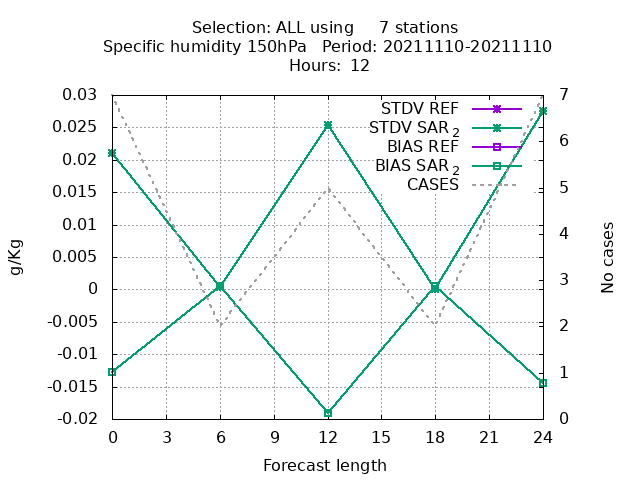 Selection: ALL using     7 stations
Specific humidity 150hPa   Period: 20211110-20211110
Hours: 12
STDV REF
STDV SAR 2
BIAS REF
BIAS SAR 2
CASES
0.03
0.025
0.02
0.015
0.01
0.005
0
-0.005
-0.01
-0.015
-0.02
g/Kg
7
6
5
4
3
2
1
0
No cases
0 3 6 9 12 15 18 21 24
Forecast length